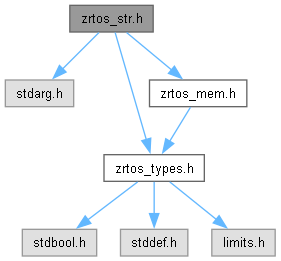 zrtos_str.h
stdarg.h
zrtos_mem.h
zrtos_types.h
stdbool.h
stddef.h
limits.h